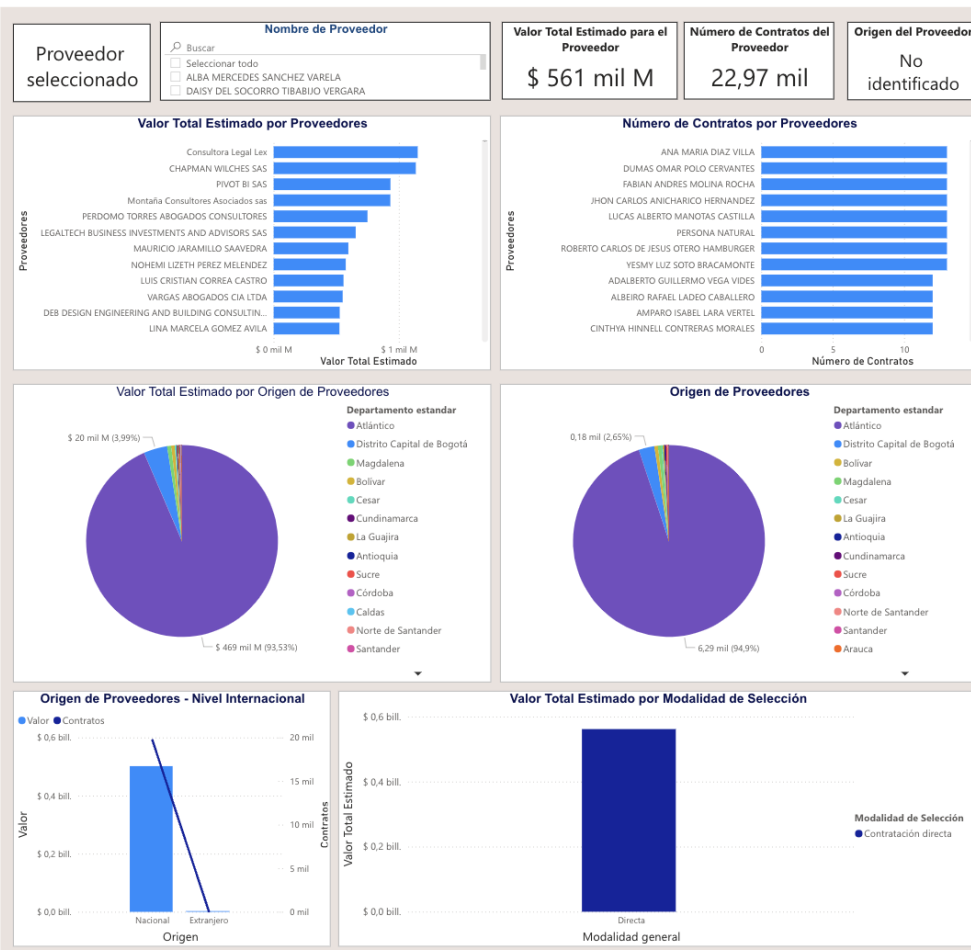 Proveedor
seleccionado
Nombre de Proveedor
Buscar
Seleccionar todo
ALBA MERCEDES SANCHEZ VARELA
DAISY DEL SOCORRO TIBABIJO VERGARA
Valor Total Estimado para el
Proveedor
$ 561 mil M
Número de Contratos del
Proveedor
22,97 mil
Origen del Proveedor
No
identificado
Valor Total Estimado por Proveedores
Proveedores
Consultora Legal Lex
CHAPMAN WILCHES SAS
PIVOT BI SAS
Montaña Consultores Asociados sas
PERDOMO TORRES ABOGADOS CONSULTORES
LEGALTECH BUSINESS INVESTMENTS AND ADVISORS SAS
MAURICIO JARAMILLO SAAVEDRA
NOHEMI LIZETH PEREZ MELENDEZ
LUIS CRISTIAN CORREA CASTRO
VARGAS ABOGADOS CIA LTDA
DEB DESIGN ENGINEERING AND BUILDING CONSULTIN...
LINA MARCELA GOMEZ AVILA
$ 0 mil M $ 1 mil M
Valor Total Estimado
Número de Contratos por Proveedores
Proveedores
ANA MARIA DIAZ VILLA
DUMAS OMAR POLO CERVANTES
FABIAN ANDRES MOLINA ROCHA
JHON CARLOS ANICHARICO HERNANDEZ
LUCAS ALBERTO MANOTAS CASTILLA
PERSONA NATURAL
ROBERTO CARLOS DE JESUS OTERO HAMBURGER
YESMY LUZ SOTO BRACAMONTE
ADALBERTO GUILLERMO VEGA VIDES
ALBEIRO RAFAEL LADEO CABALLERO
AMPARO ISABEL LARA VERTEL
CINTHYA HINNELL CONTRERAS MORALES
0 5 10
Número de Contratos
Valor Total Estimado por Origen de Proveedores
$ 20 mil M (3,99%)
$ 469 mil M (93,53%)
Departamento estandar
Atlántico
Distrito Capital de Bogotá
Magdalena
Bolívar
Cesar
Cundinamarca
La Guajira
Antioquia
Sucre
Córdoba
Caldas
Norte de Santander
Santander
Origen de Proveedores
0,18 mil (2,65%)
6,29 mil (94,9%)
Departamento estandar
Atlántico
Distrito Capital de Bogotá
Bolívar
Magdalena
Cesar
La Guajira
Antioquia
Cundinamarca
Sucre
Córdoba
Norte de Santander
Santander
Arauca
Origen de Proveedores - Nivel Internacional
Valor Contratos
Valor
$ 0,6 bill.
$ 0,4 bill.
$ 0,2 bill.
$ 0,0 bill.
20 mil
15 mil
10 mil
5 mil
0 mil
Contratos
Nacional Extranjero
Origen
Valor Total Estimado por Modalidad de Selección
Valor Total Estimado
$ 0,6 bill.
$ 0,4 bill.
$ 0,2 bill.
$ 0,0 bill.
Directa
Modalidad general
Modalidad de Selección
Contratación directa